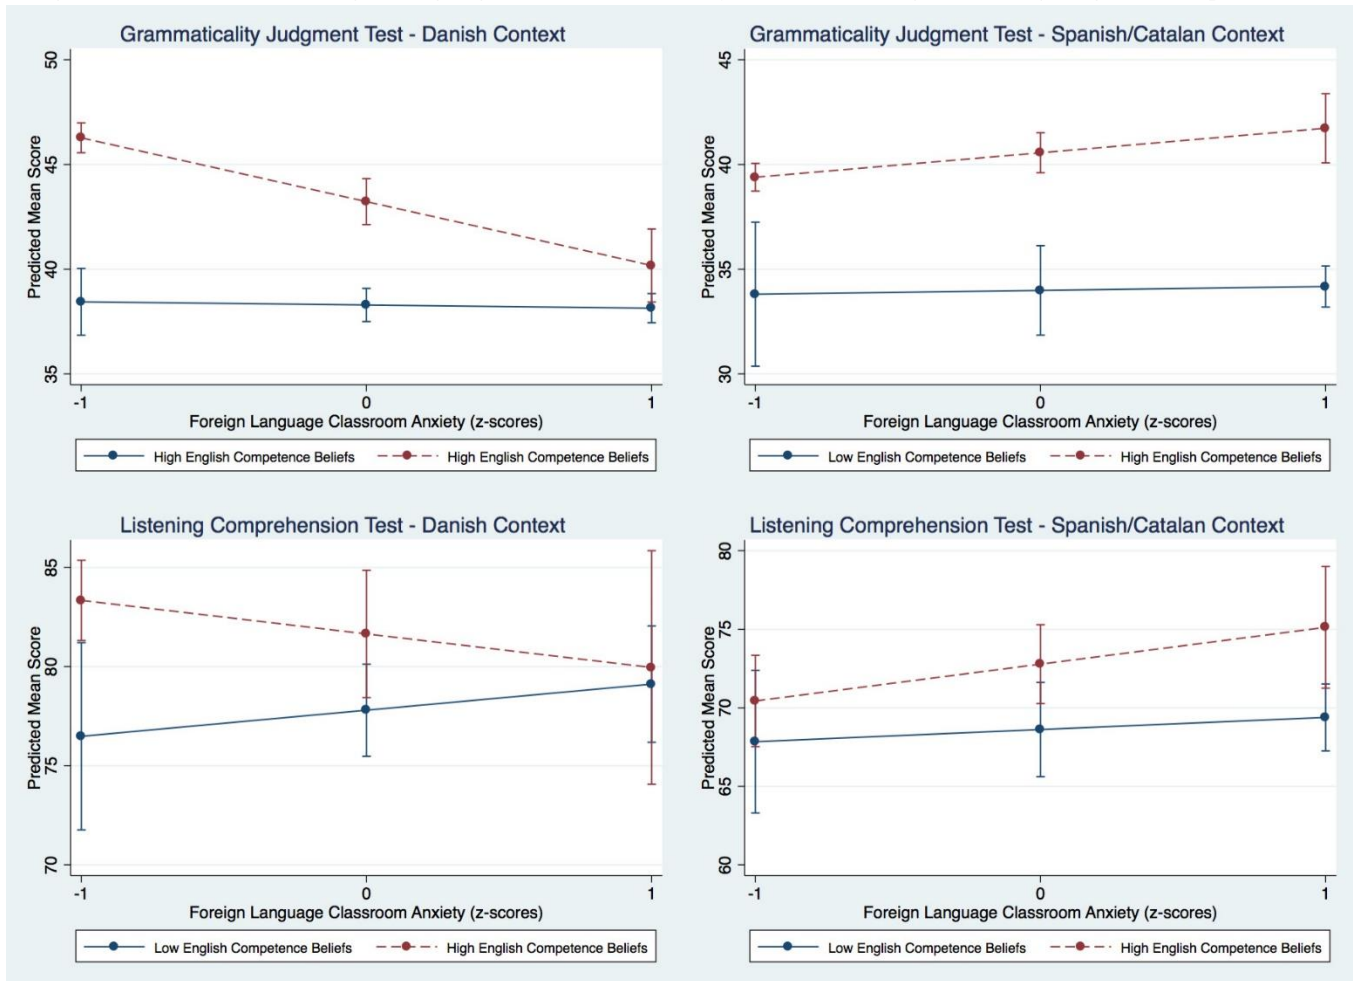 Grammaticality Judgment Test - Danish Context
Predicted Mean Score
50
45
40
35
-1 0 1
Foreign Language Classroom Anxiety (z-scores)
High English Competence Beliefs High English Competence Beliefs
Grammaticality Judgment Test - Spanish/Catalan Context
Predicted Mean Score
45
40
35
30
-1 0 1
Foreign Language Classroom Anxiety (z-scores)
Low English Competence Beliefs High English Competence Beliefs
Listening Comprehension Test - Danish Context
Predicted Mean Score
85
80
75
70
-1 0 1
Foreign Language Classroom Anxiety (z-scores)
Low English Competence Beliefs High English Competence Beliefs
Listening Comprehension Test - Spanish/Catalan Context
Predicted Mean Score
80
75
70
65
60
-1 0 1
Foreign Language Classroom Anxiety (z-scores)
Low English Competence Beliefs High English Competence Beliefs